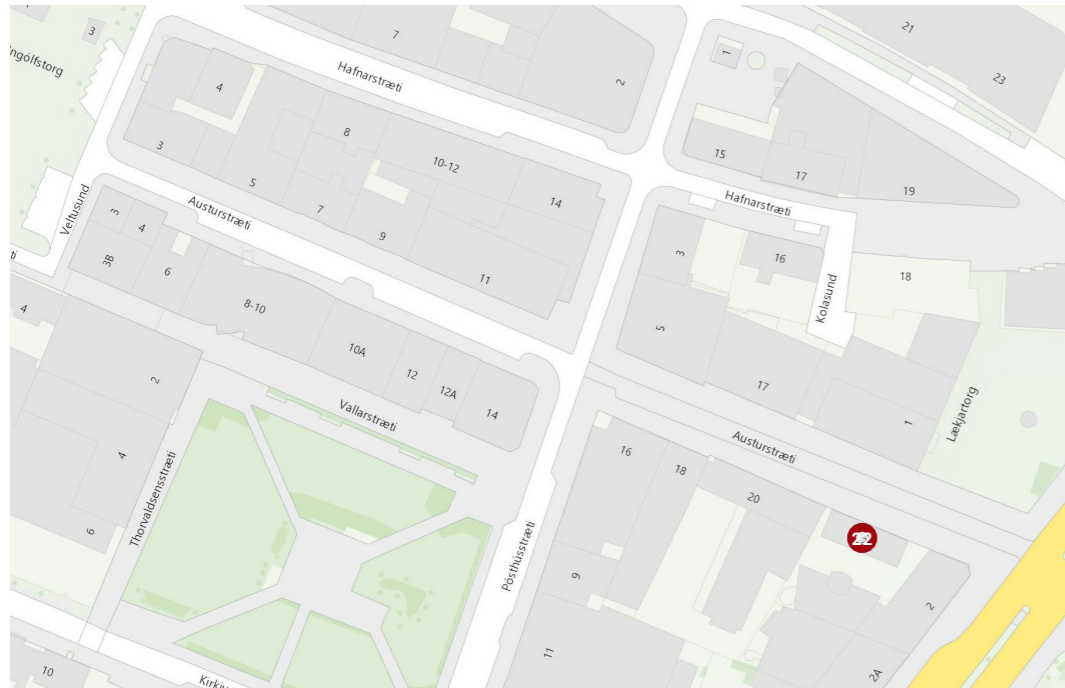 21
23
3
7
1
2
Ingólfstorg
Hafnarstræti
4
8
10-12
15
17
19
3
5
7
9
14
11
Veltusund
Austurstræti
Hafnarstræti
3
4
3B
6
3
16
18
4
8-10
5
Kolasund
10A
2
12
12A
14
17
1
Lækjartorg
Vallarstræti
Austurstræti
4
16
18
20
6
Thorvaldsensstræti
Pósthússtræti
22
9
2
11
2A
10